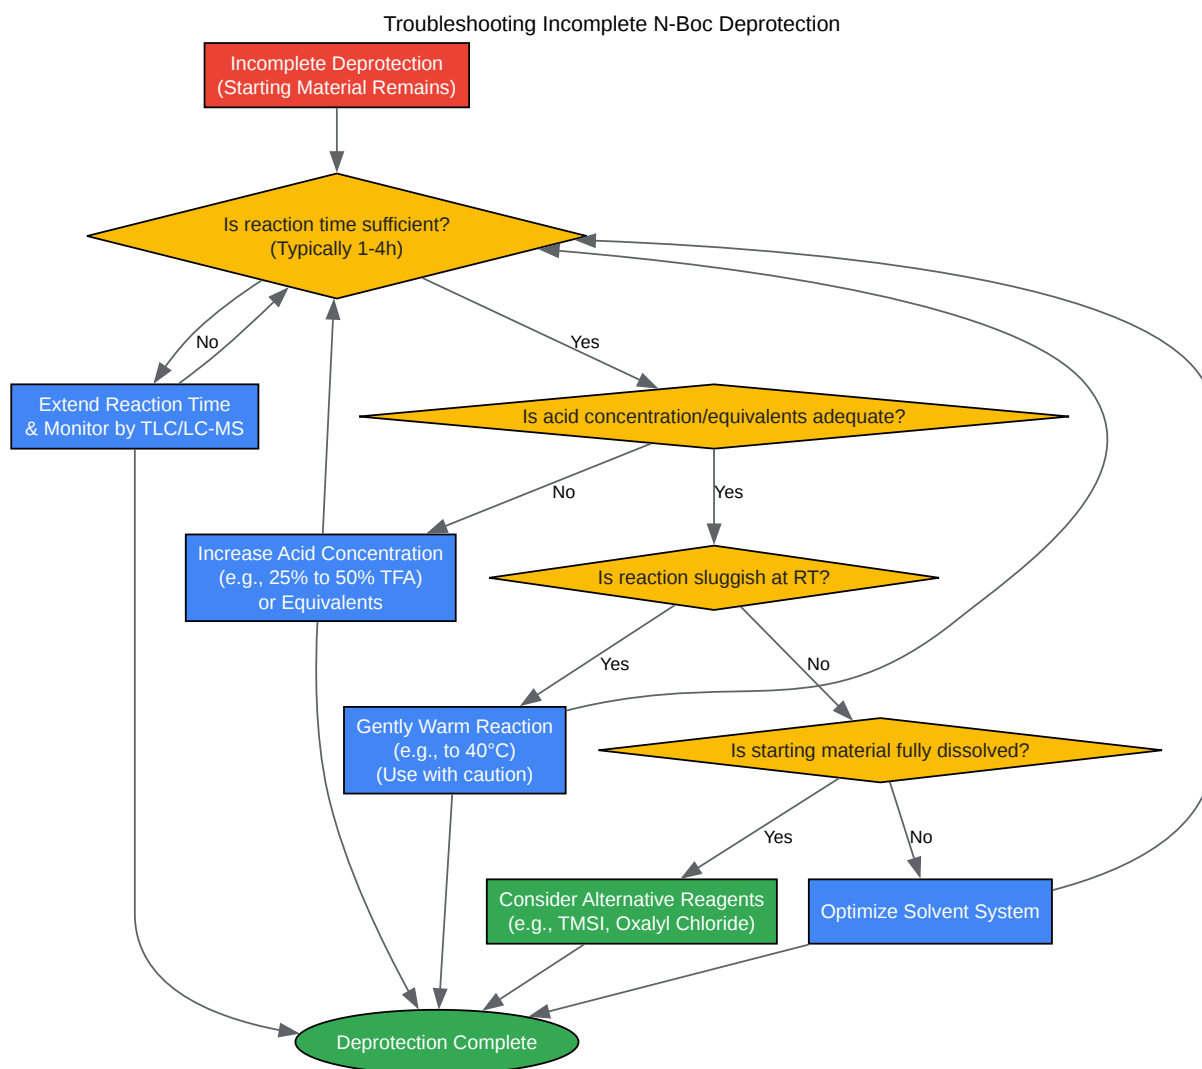 Troubleshooting Incomplete N-Boc Deprotection
Incomplete Deprotection
(Starting Material Remains)
Is reaction time sufficient?
(Typically 1-4h)
No
Yes
Extend Reaction Time
& Monitor by TLC/LC-MS
Is acid concentration/equivalents adequate?
No
Yes
Increase Acid Concentration
(e.g., 25% to 50% TFA)
or Equivalents
Is reaction sluggish at RT?
Yes
No
Gently Warm Reaction
(e.g., to 40°C)
(Use with caution)
Is starting material fully dissolved?
Yes
No
Consider Alternative Reagents
(e.g., TMSI, Oxalyl Chloride)
Optimize Solvent System
Deprotection Complete